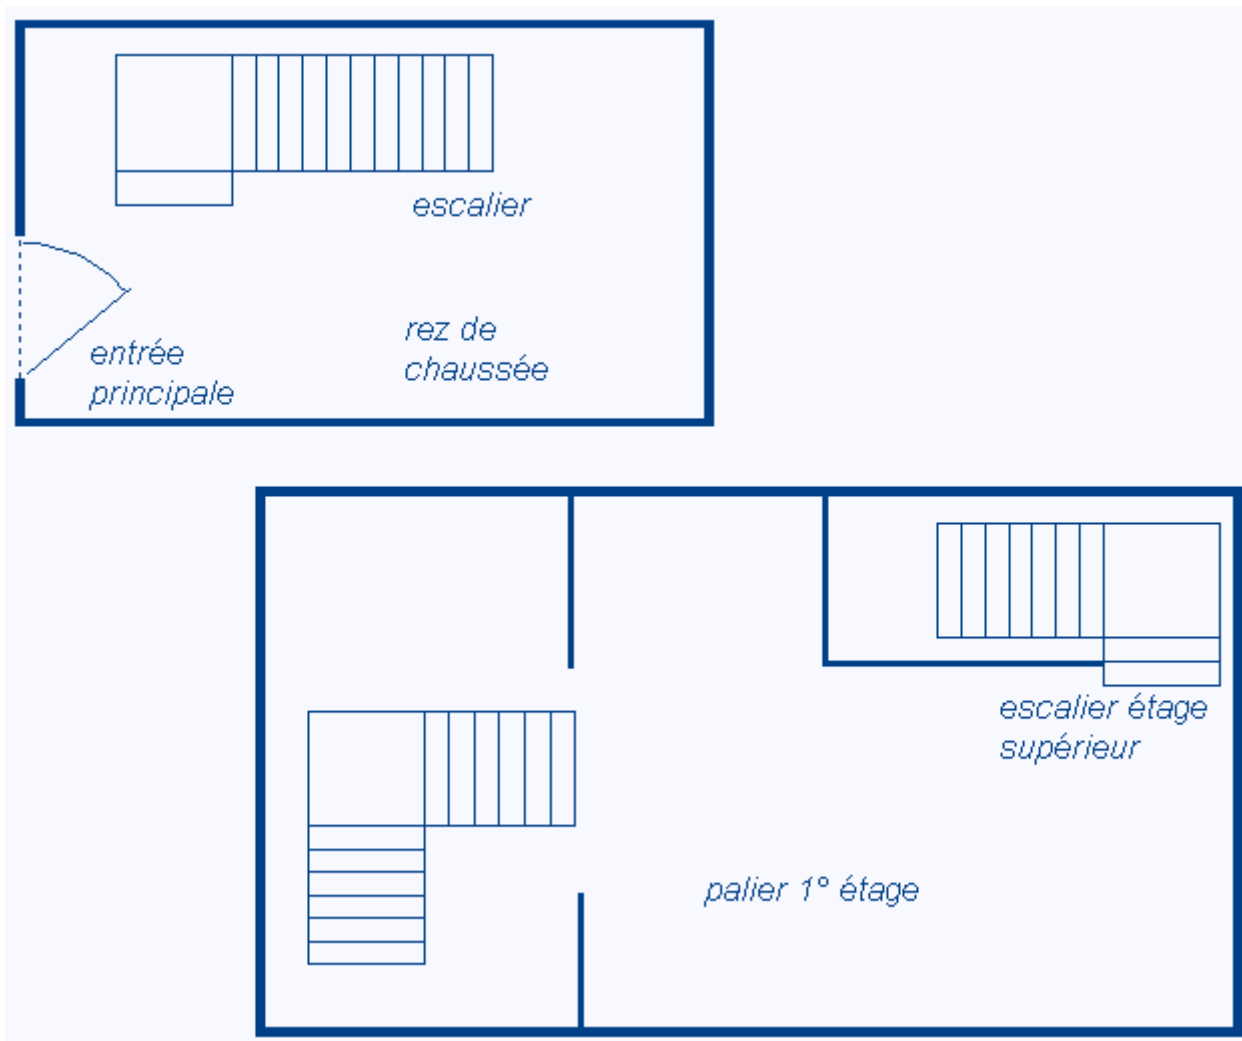 escalier
rez de
chaussée
entrée
principale
escalier étage
supérieur
palier 1° étage